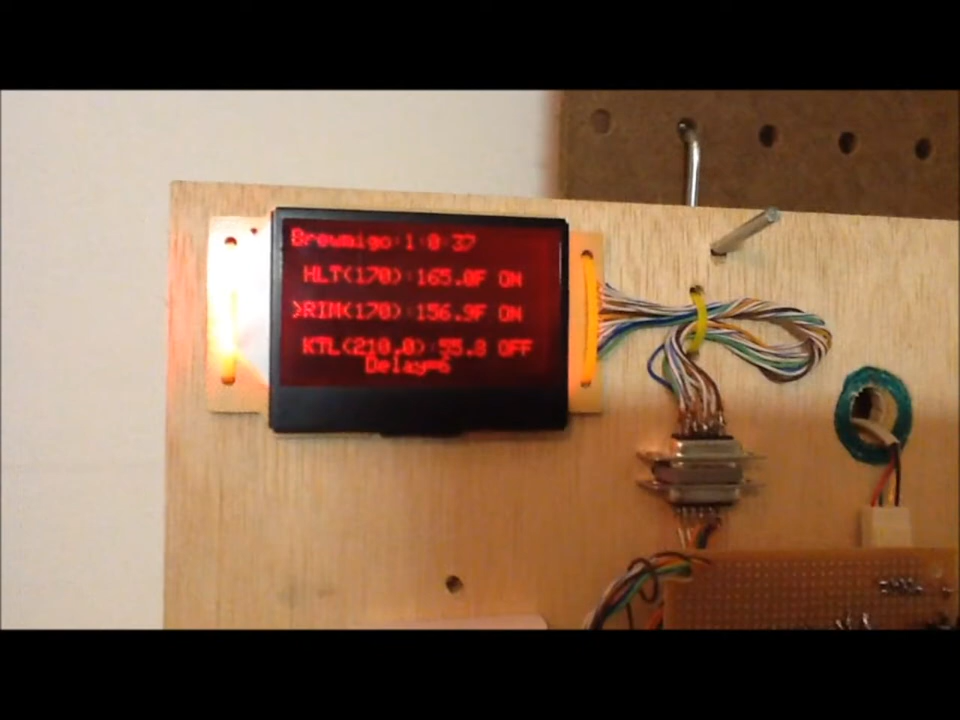 Brewmigo:1:0:37
HLT(170):165.0F ON
>RIM(170):156.9F ON
KTL(210.0):55.8 OFF
Delay=6